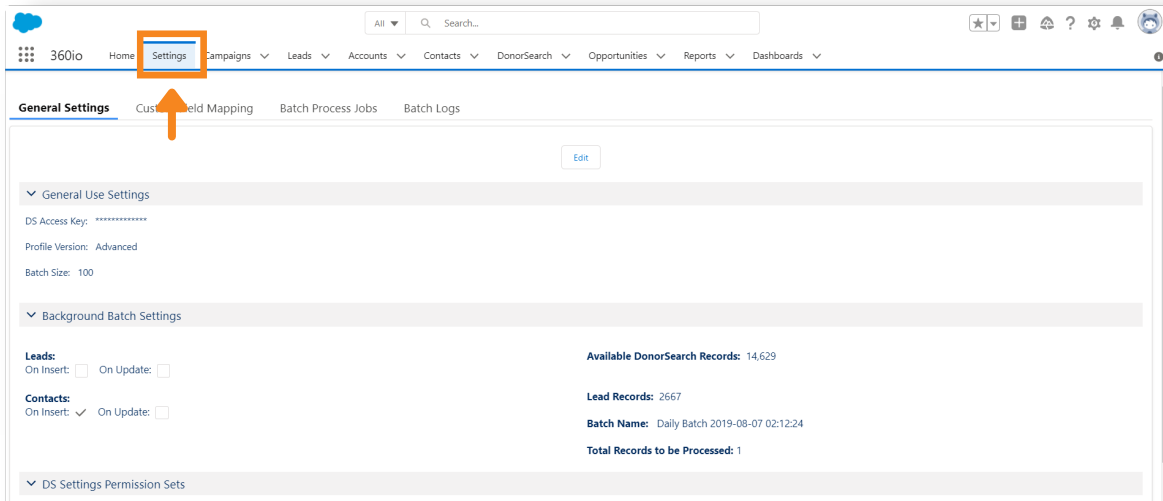 All Search...
360io Home Settings Campaigns Leads Accounts Contacts DonorSearch Opportunities Reports Dashboards
General Settings Batch Process Jobs Batch Logs
Edit
General Use Settings
DS Access Key: *************
Profile Version: Advanced
Batch Size: 100
Background Batch Settings
Leads: Available DonorSearch Records: 14,629
On Insert: On Update:
Contacts: Lead Records: 2667
On Insert: On Update:
Batch Name: Daily Batch 2019-08-07 02:12:24
Total Records to be Processed: 1
DS Settings Permission Sets